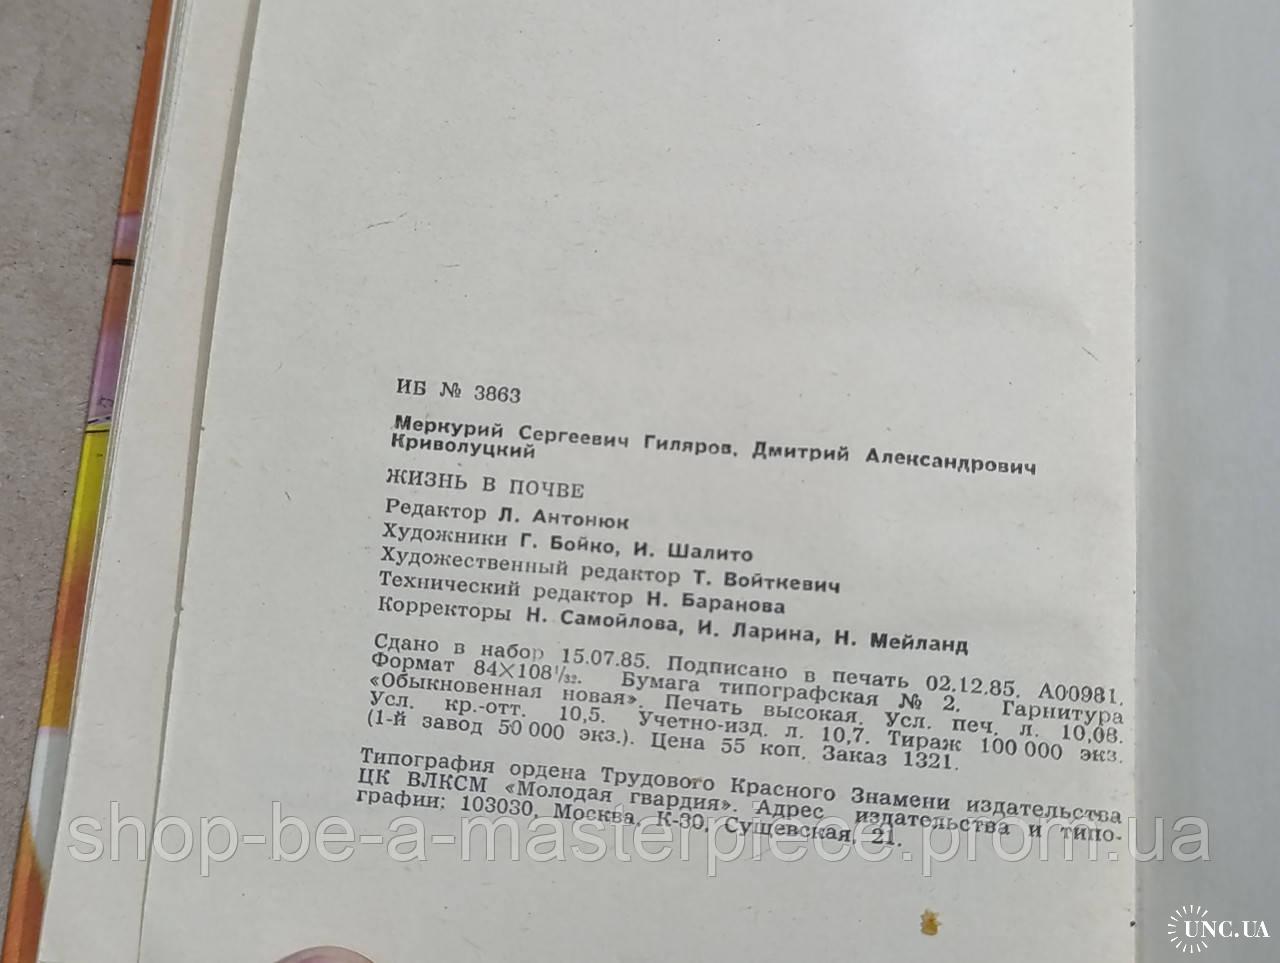 ИБ № 3863
Меркурий Сергеевич Гиляров, Дмитрий Александрович
Криволуцкий
ЖИЗНЬ В ПОЧВЕ
Редактор Л. Антонюк
Художники Г. Бойко, И. Шалито
Художественный редактор Т. Войткевич
Технический редактор Н. Баранова
Корректоры Н. Самойлова, И. Ларина, Н. Мейланд
Сдано в набор 15.07.85. Подписано в печать 02.12.85. А00981.
Формат 84×108 1/32. Бумага типографская № 2. Гарнитура
«Обыкновенная новая». Печать высокая. Усл. печ. л. 10,08.
Усл. кр.-отт. 10,5. Учетно-изд. л. 10,7. Тираж 100 000 экз.
(1-й завод 50 000 экз.). Цена 55 коп. Заказ 1321.
Типография ордена Трудового Красного Знамени издательства
ЦК ВЛКСМ «Молодая гвардия». Адрес издательства и типо-
графии: 103030, Москва, К-30, Сущевская, 21.
shop-be-a-masterpiece.prom.ua
UNC.UA